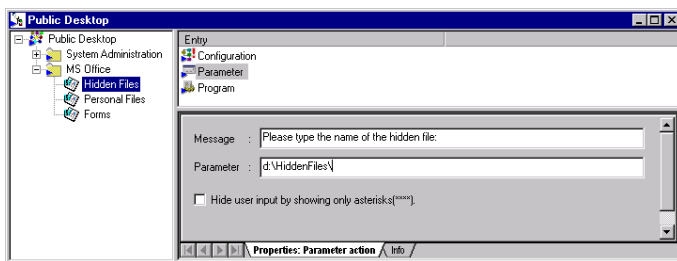 Public Desktop
Public Desktop
System Administration
MS Office
Hidden Files
Personal Files
Forms
Entry
Configuration
Parameter
Program
Message : Please type the name of the hidden file:
Parameter : d:\HiddenFiles\
Hide user input by showing only asterisks(****).
Properties: Parameter action Info